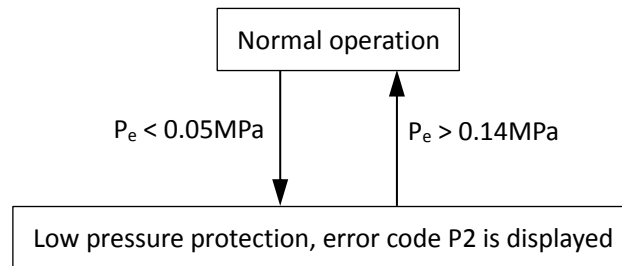 Normal operation
Pₑ < 0.05MPa
Pₑ > 0.14MPa
Low pressure protection, error code P2 is displayed